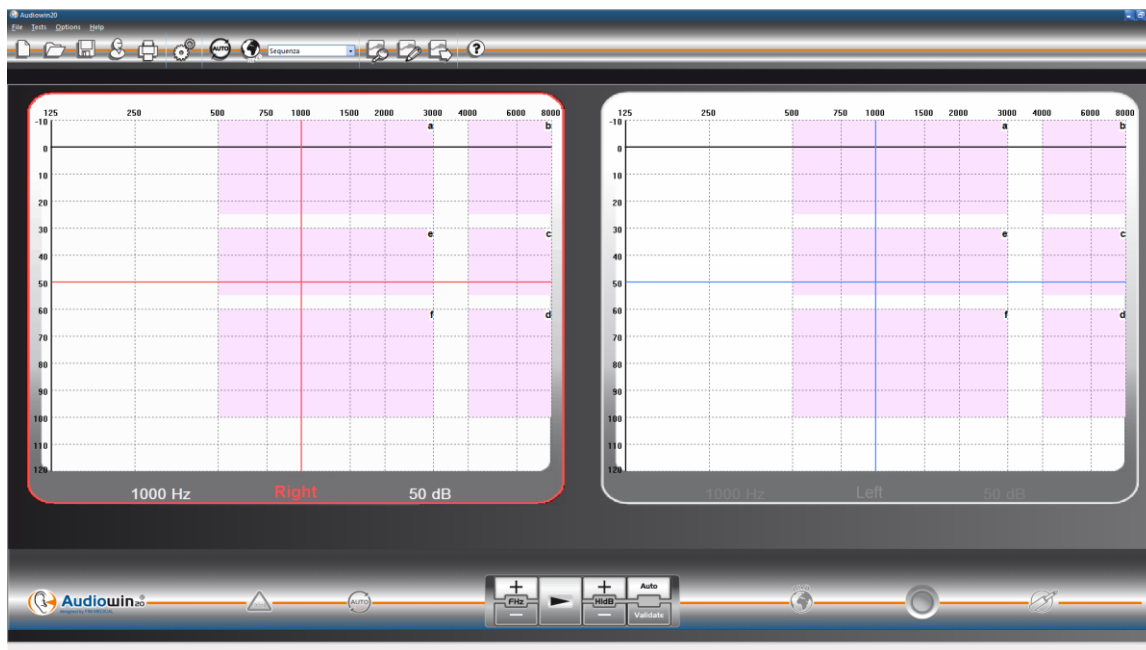 Audiowin20
File Tests Options Help
AUTO Sequenza ?
125 250 500 750 1000 1500 2000 3000 4000 6000 8000
-10 a b
0
10
20
30 e c
40
50
60 f d
70
80
90
100
110
120
1000 Hz Right 50 dB
125 250 500 750 1000 1500 2000 3000 4000 6000 8000
-10 a b
0
10
20
30 e c
40
50
60 f d
70
80
90
100
110
120
1000 Hz Left 50 dB
Audiowin20
AUTO
+ + Auto
FHz HldB
- - Validate